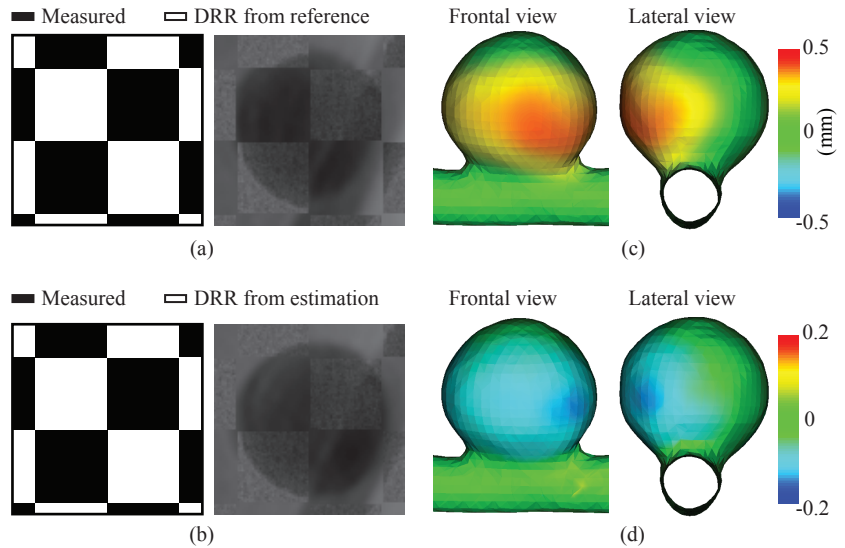 Measured DRR from reference
Frontal view Lateral view
0.5
0
-0.5
(mm)
(a)
(c)
Measured DRR from estimation
Frontal view Lateral view
0.2
0
-0.2
(mm)
(b)
(d)